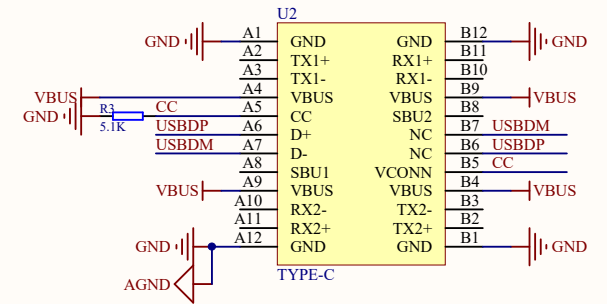 U2
GND A1 GND GND B12 GND
A2 TX1+ RX1+ B11
A3 TX1- RX1- B10
VBUS A4 VBUS VBUS B9 VBUS
GND R3 5.1K CC A5 CC SBU2 B8
USBDP A6 D+ NC B7 USBDM
USBDM A7 D- NC B6 USBDP
A8 SBU1 VCONN B5 CC
VBUS A9 VBUS VBUS B4 VBUS
A10 RX2- TX2- B3
A11 RX2+ TX2+ B2
GND A12 GND GND B1 GND
AGND
TYPE-C